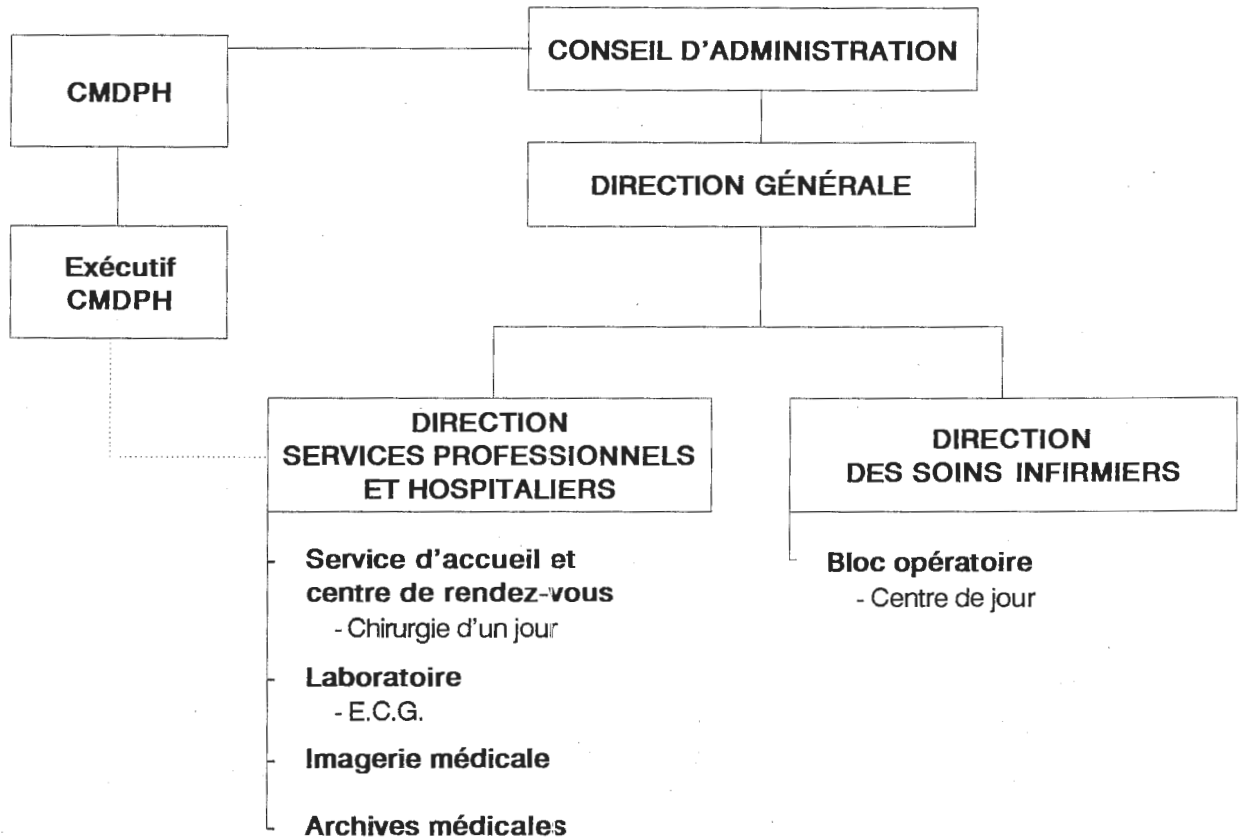 CONSEIL D'ADMINISTRATION
CMDPH
DIRECTION GÉNÉRALE
Exécutif
CMDPH
DIRECTION
SERVICES PROFESSIONNELS
ET HOSPITALIERS
DIRECTION
DES SOINS INFIRMIERS
Service d'accueil et
centre de rendez-vous
- Chirurgie d'un jour
Laboratoire
- E.C.G.
Imagerie médicale
Archives médicales
Bloc opératoire
- Centre de jour